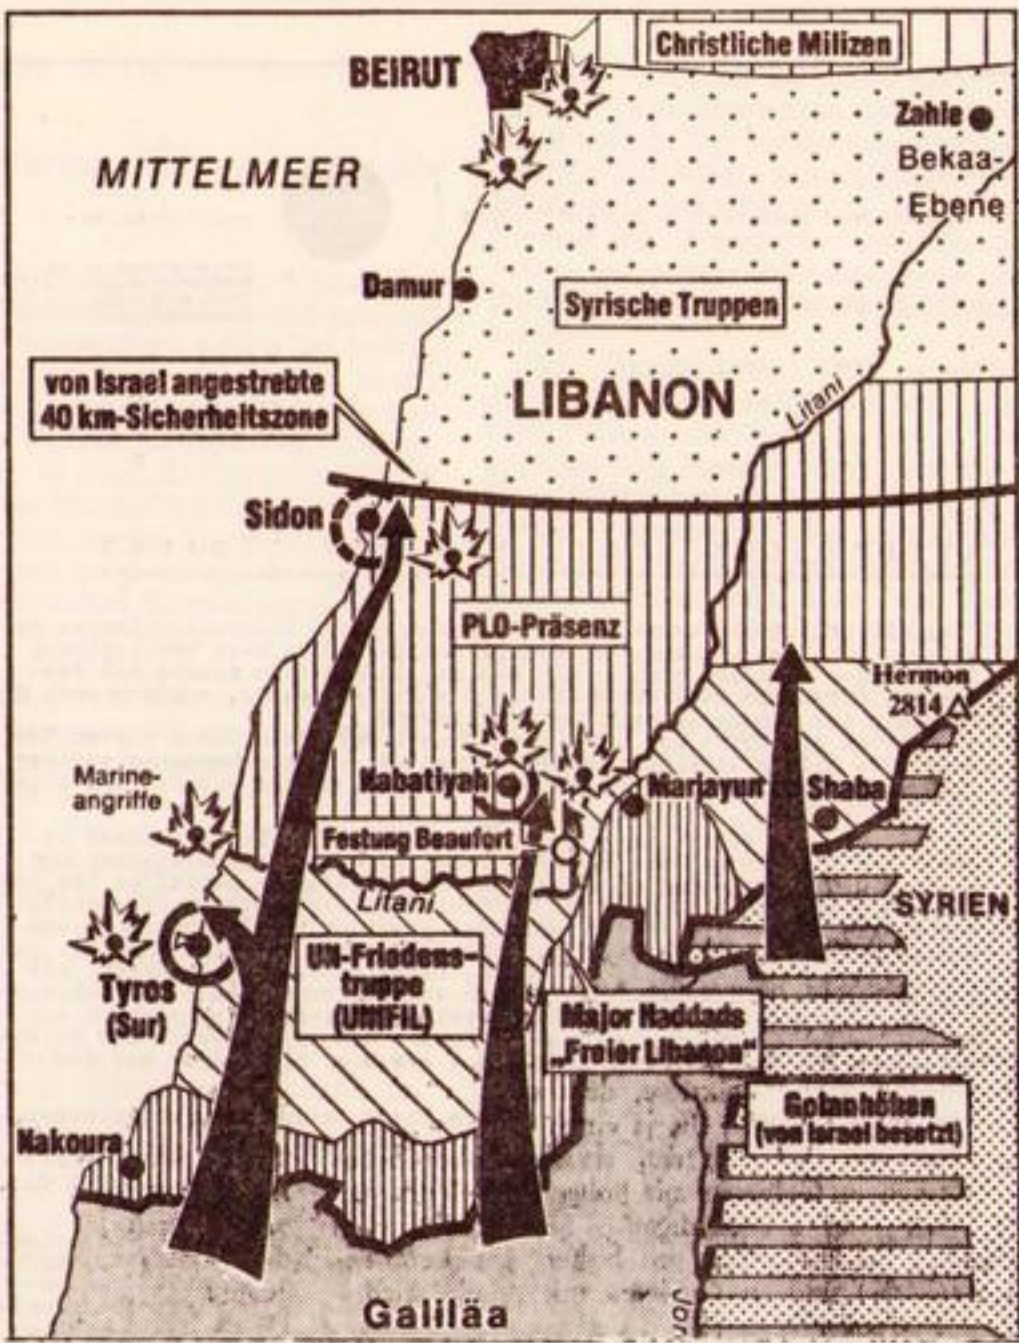 Christliche Milizen
BEIRUT
Zahle
Bekaa-
Ebene
MITTELMEER
Damur
Syrische Truppen
von Israel angestrebte
40 km-Sicherheitszone
LIBANON
Litani
Sidon
PLO-Präsenz
Hermon
2814
Marine-
angriffe
Nabatiyah
Marjayun
Shaba
Festung Beaufort
Litani
SYRIEN
Tyros
(Sur)
UN-Friedens-
truppe
(UNIFIL)
Major Haddads
„Freier Libanon“
Golanhöhen
(von Israel besetzt)
Nakoura
Galiläa
Jor